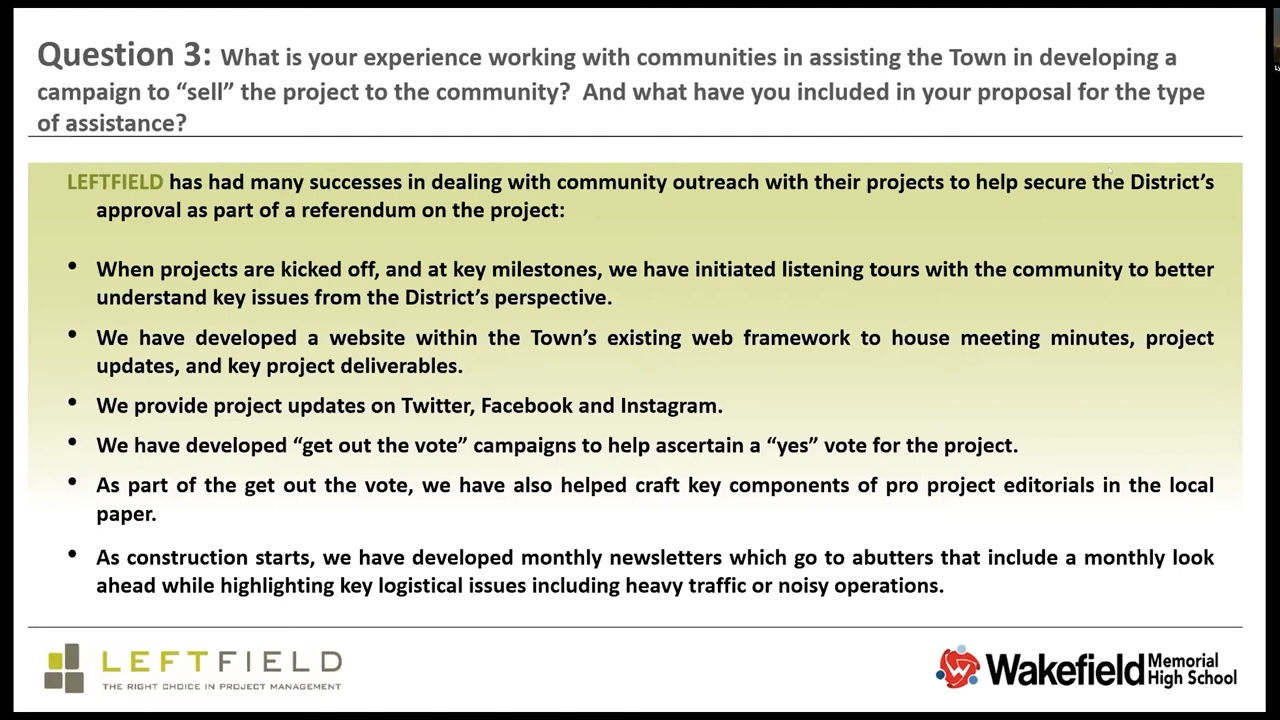 Question 3: What is your experience working with communities in assisting the Town in developing a
campaign to “sell” the project to the community? And what have you included in your proposal for the type
of assistance?
LEFTFIELD has had many successes in dealing with community outreach with their projects to help secure the District’s
approval as part of a referendum on the project:
• When projects are kicked off, and at key milestones, we have initiated listening tours with the community to better
understand key issues from the District’s perspective.
• We have developed a website within the Town’s existing web framework to house meeting minutes, project
updates, and key project deliverables.
• We provide project updates on Twitter, Facebook and Instagram.
• We have developed “get out the vote” campaigns to help ascertain a “yes” vote for the project.
• As part of the get out the vote, we have also helped craft key components of pro project editorials in the local
paper.
• As construction starts, we have developed monthly newsletters which go to abutters that include a monthly look
ahead while highlighting key logistical issues including heavy traffic or noisy operations.
LEFTFIELD
THE RIGHT CHOICE IN PROJECT MANAGEMENT
Wakefield Memorial
High School